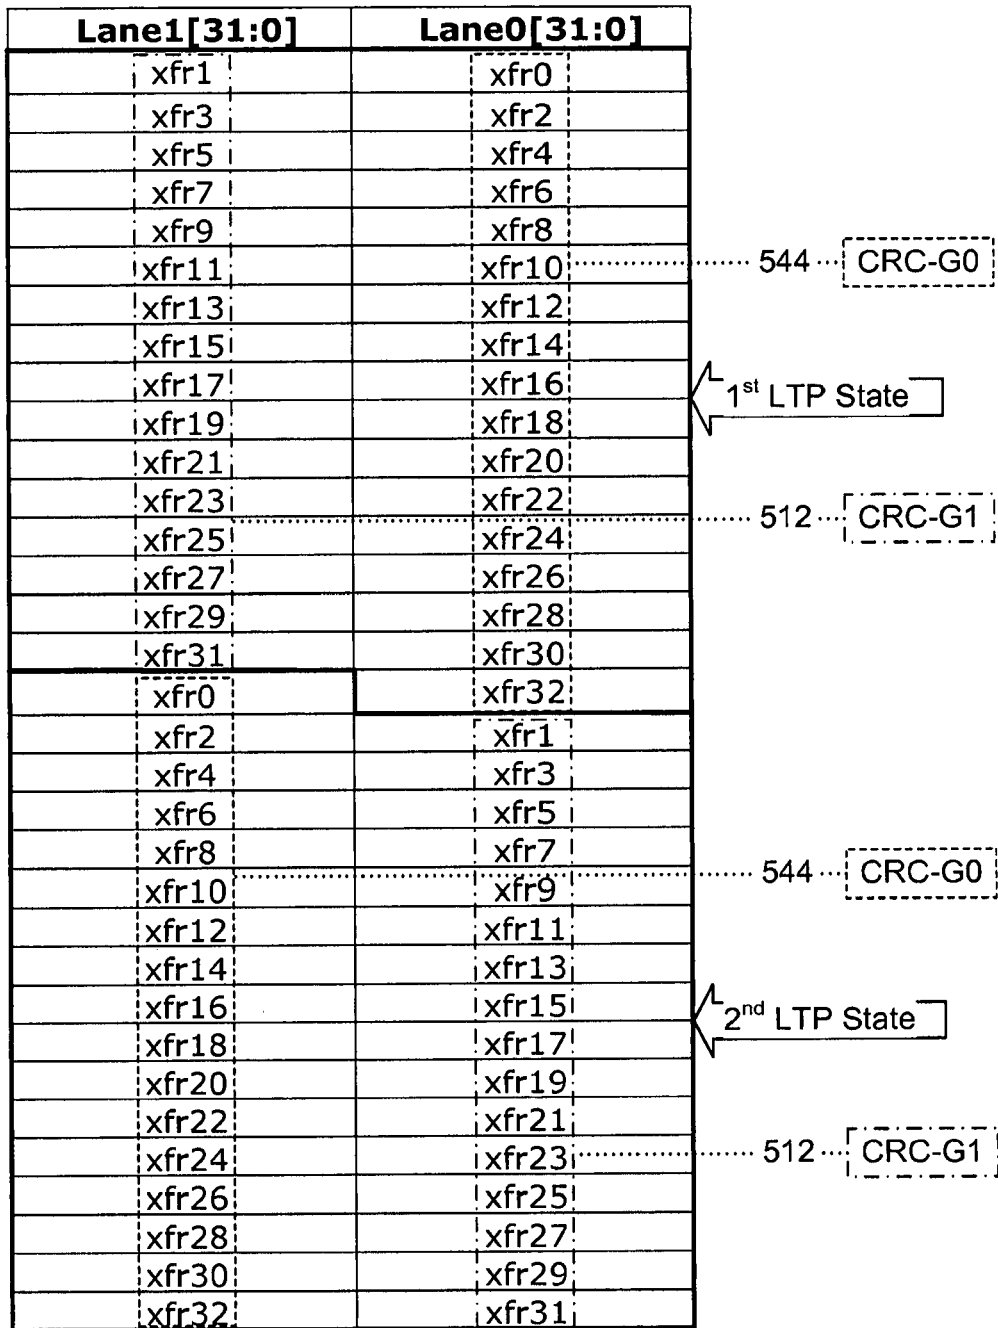 Lane1[31:0] Lane0[31:0]
xfr1 xfr0
xfr3 xfr2
xfr5 xfr4
xfr7 xfr6
xfr9 xfr8
xfr11 xfr10 544 CRC-G0
xfr13 xfr12
xfr15 xfr14
xfr17 xfr16 1st LTP State
xfr19 xfr18
xfr21 xfr20
xfr23 xfr22 512 CRC-G1
xfr25 xfr24
xfr27 xfr26
xfr29 xfr28
xfr31 xfr30
xfr0 xfr32
xfr2 xfr1
xfr4 xfr3
xfr6 xfr5
xfr8 xfr7
xfr10 xfr9 544 CRC-G0
xfr12 xfr11
xfr14 xfr13
xfr16 xfr15 2nd LTP State
xfr18 xfr17
xfr20 xfr19
xfr22 xfr21
xfr24 xfr23 512 CRC-G1
xfr26 xfr25
xfr28 xfr27
xfr30 xfr29
xfr32 xfr31